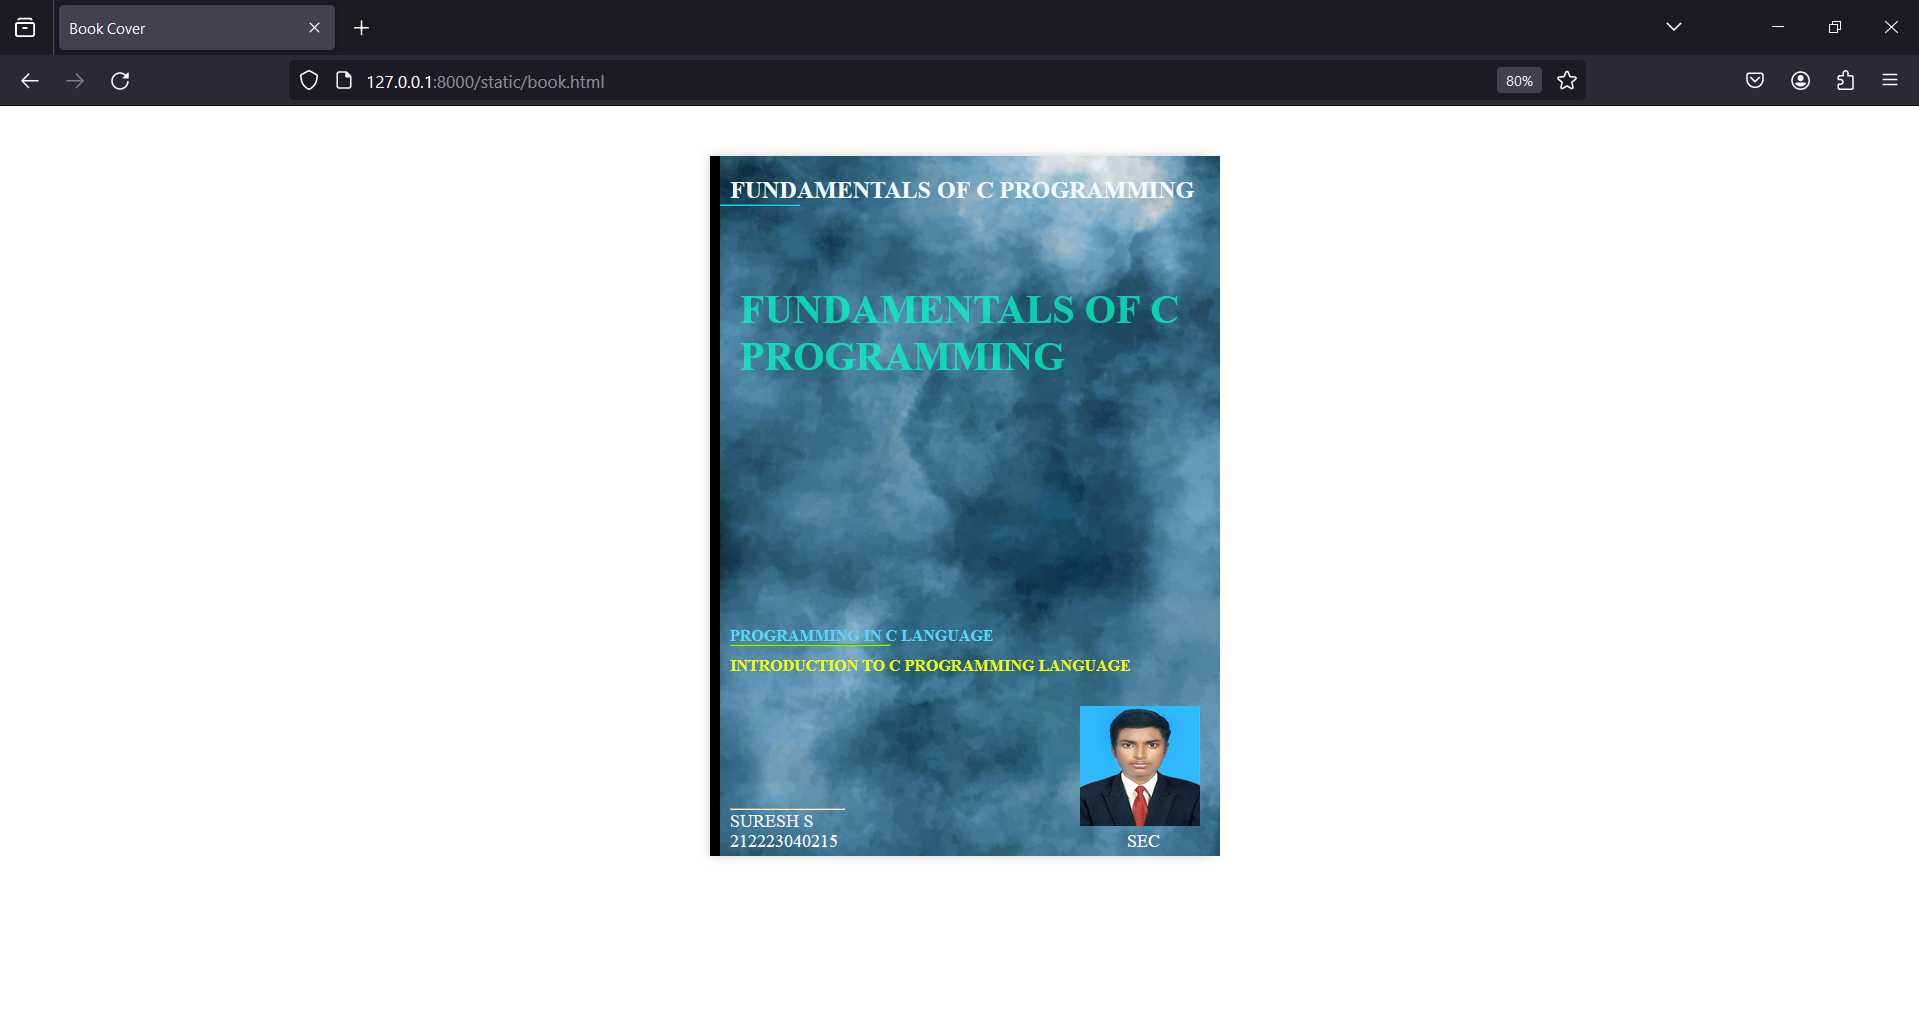 Book Cover
127.0.0.1:8000/static/book.html
80%
FUNDAMENTALS OF C PROGRAMMING
FUNDAMENTALS OF C
PROGRAMMING
PROGRAMMING IN C LANGUAGE
INTRODUCTION TO C PROGRAMMING LANGUAGE
SURESH S
212223040215
SEC